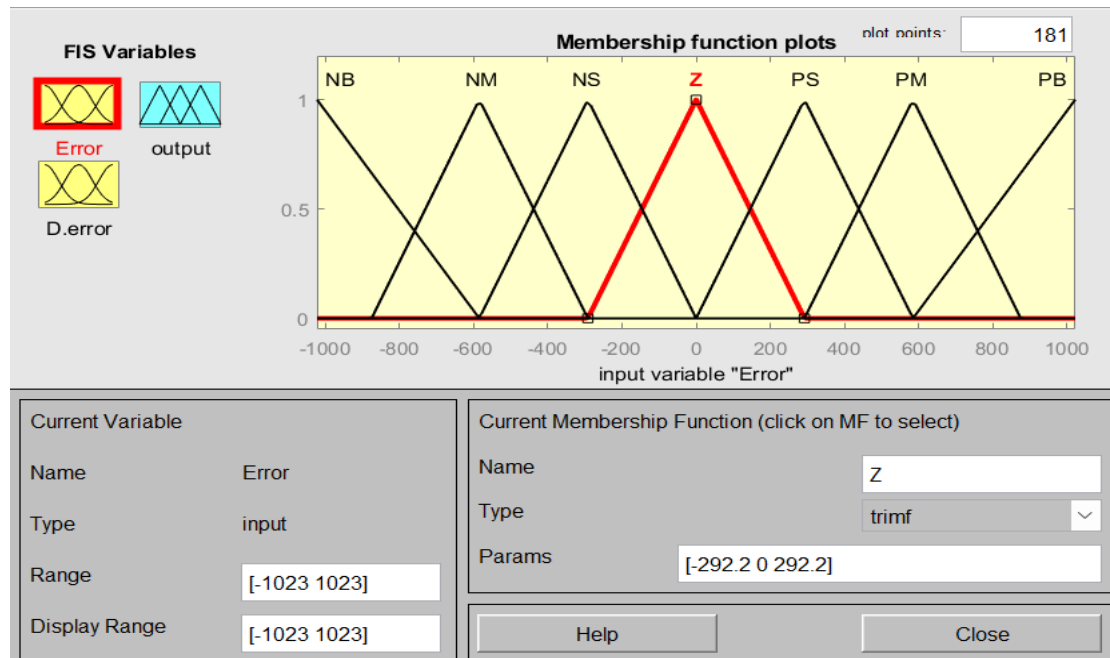 FIS Variables
Membership function plots
plot points:
181
Error
output
D.error
NB
NM
NS
Z
PS
PM
PB
1
0.5
0
-1000
-800
-600
-400
-200
0
200
400
600
800
1000
input variable "Error"
Current Variable
Name
Error
Type
input
Range
[-1023 1023]
Display Range
[-1023 1023]
Current Membership Function (click on MF to select)
Name
Z
Type
trimf
Params
[-292.2 0 292.2]
Help
Close